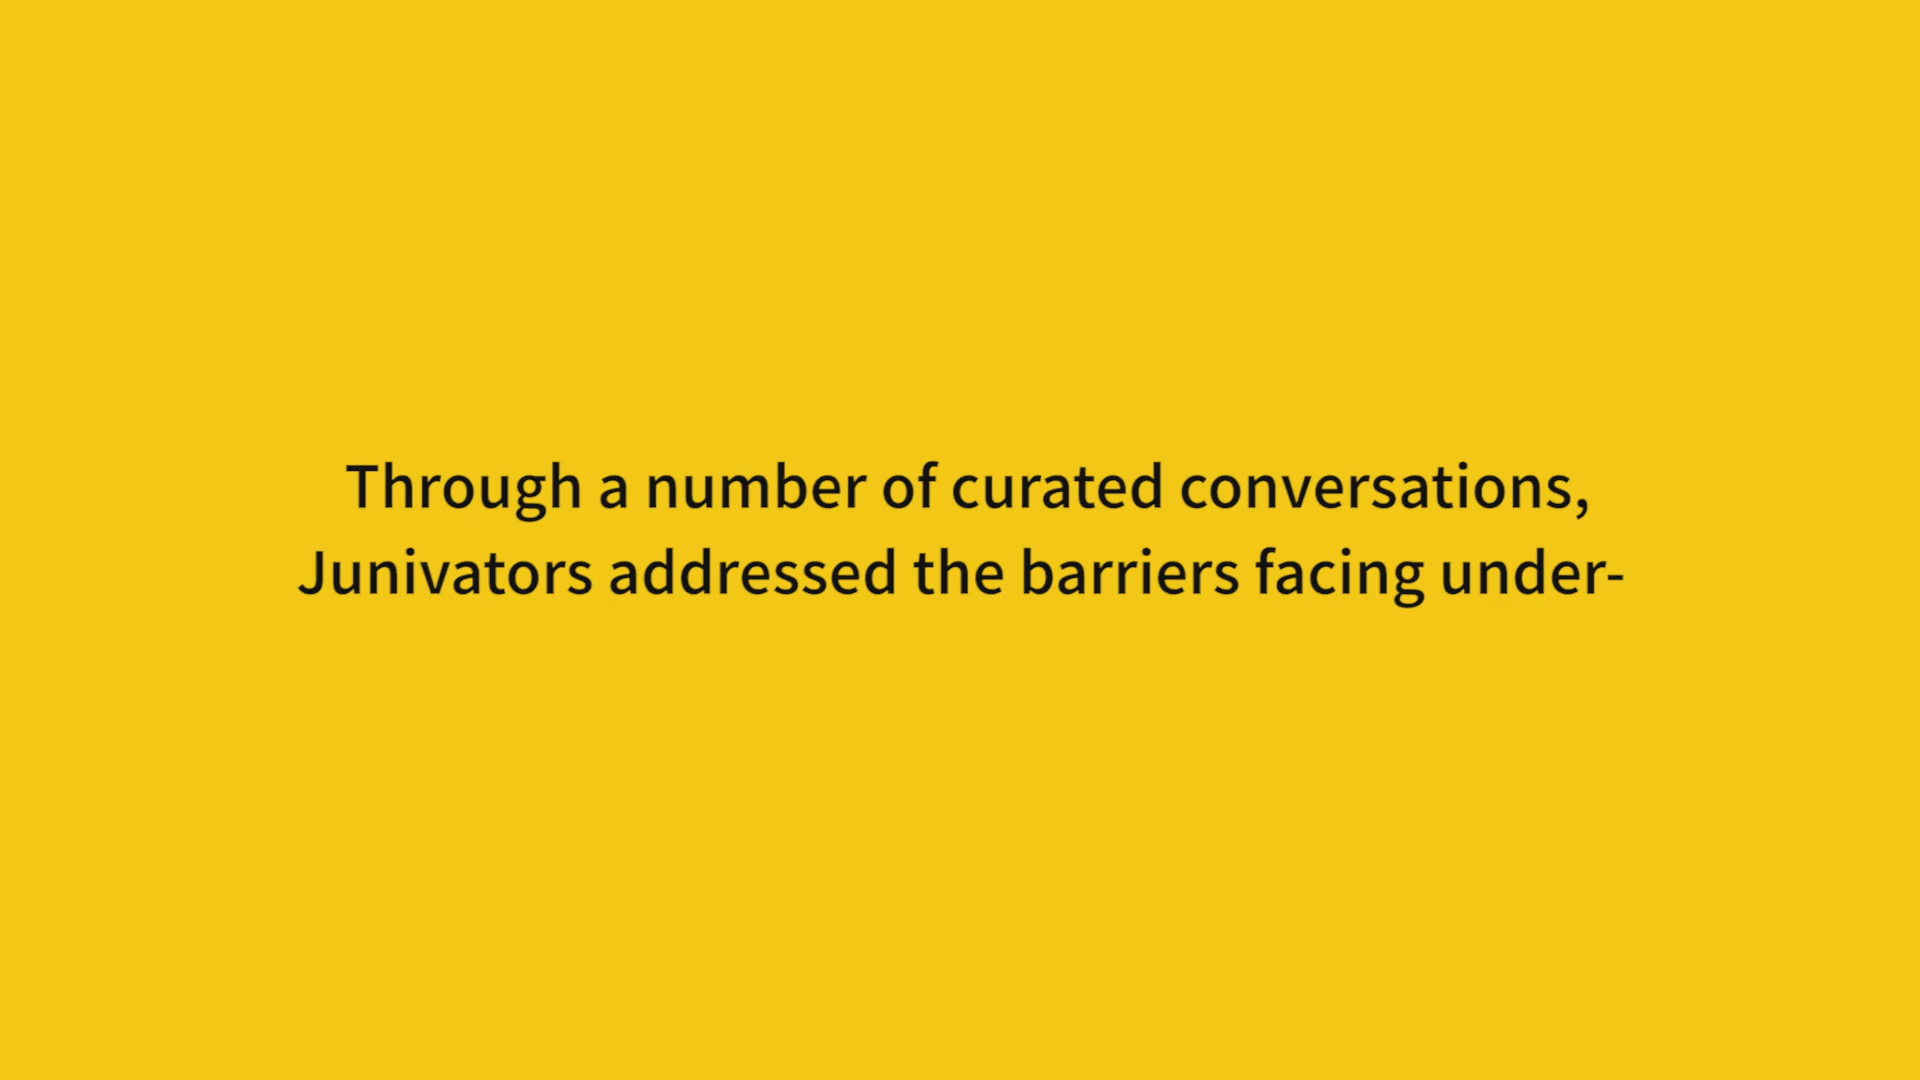 Through a number of curated conversations,
Junivators addressed the barriers facing under-